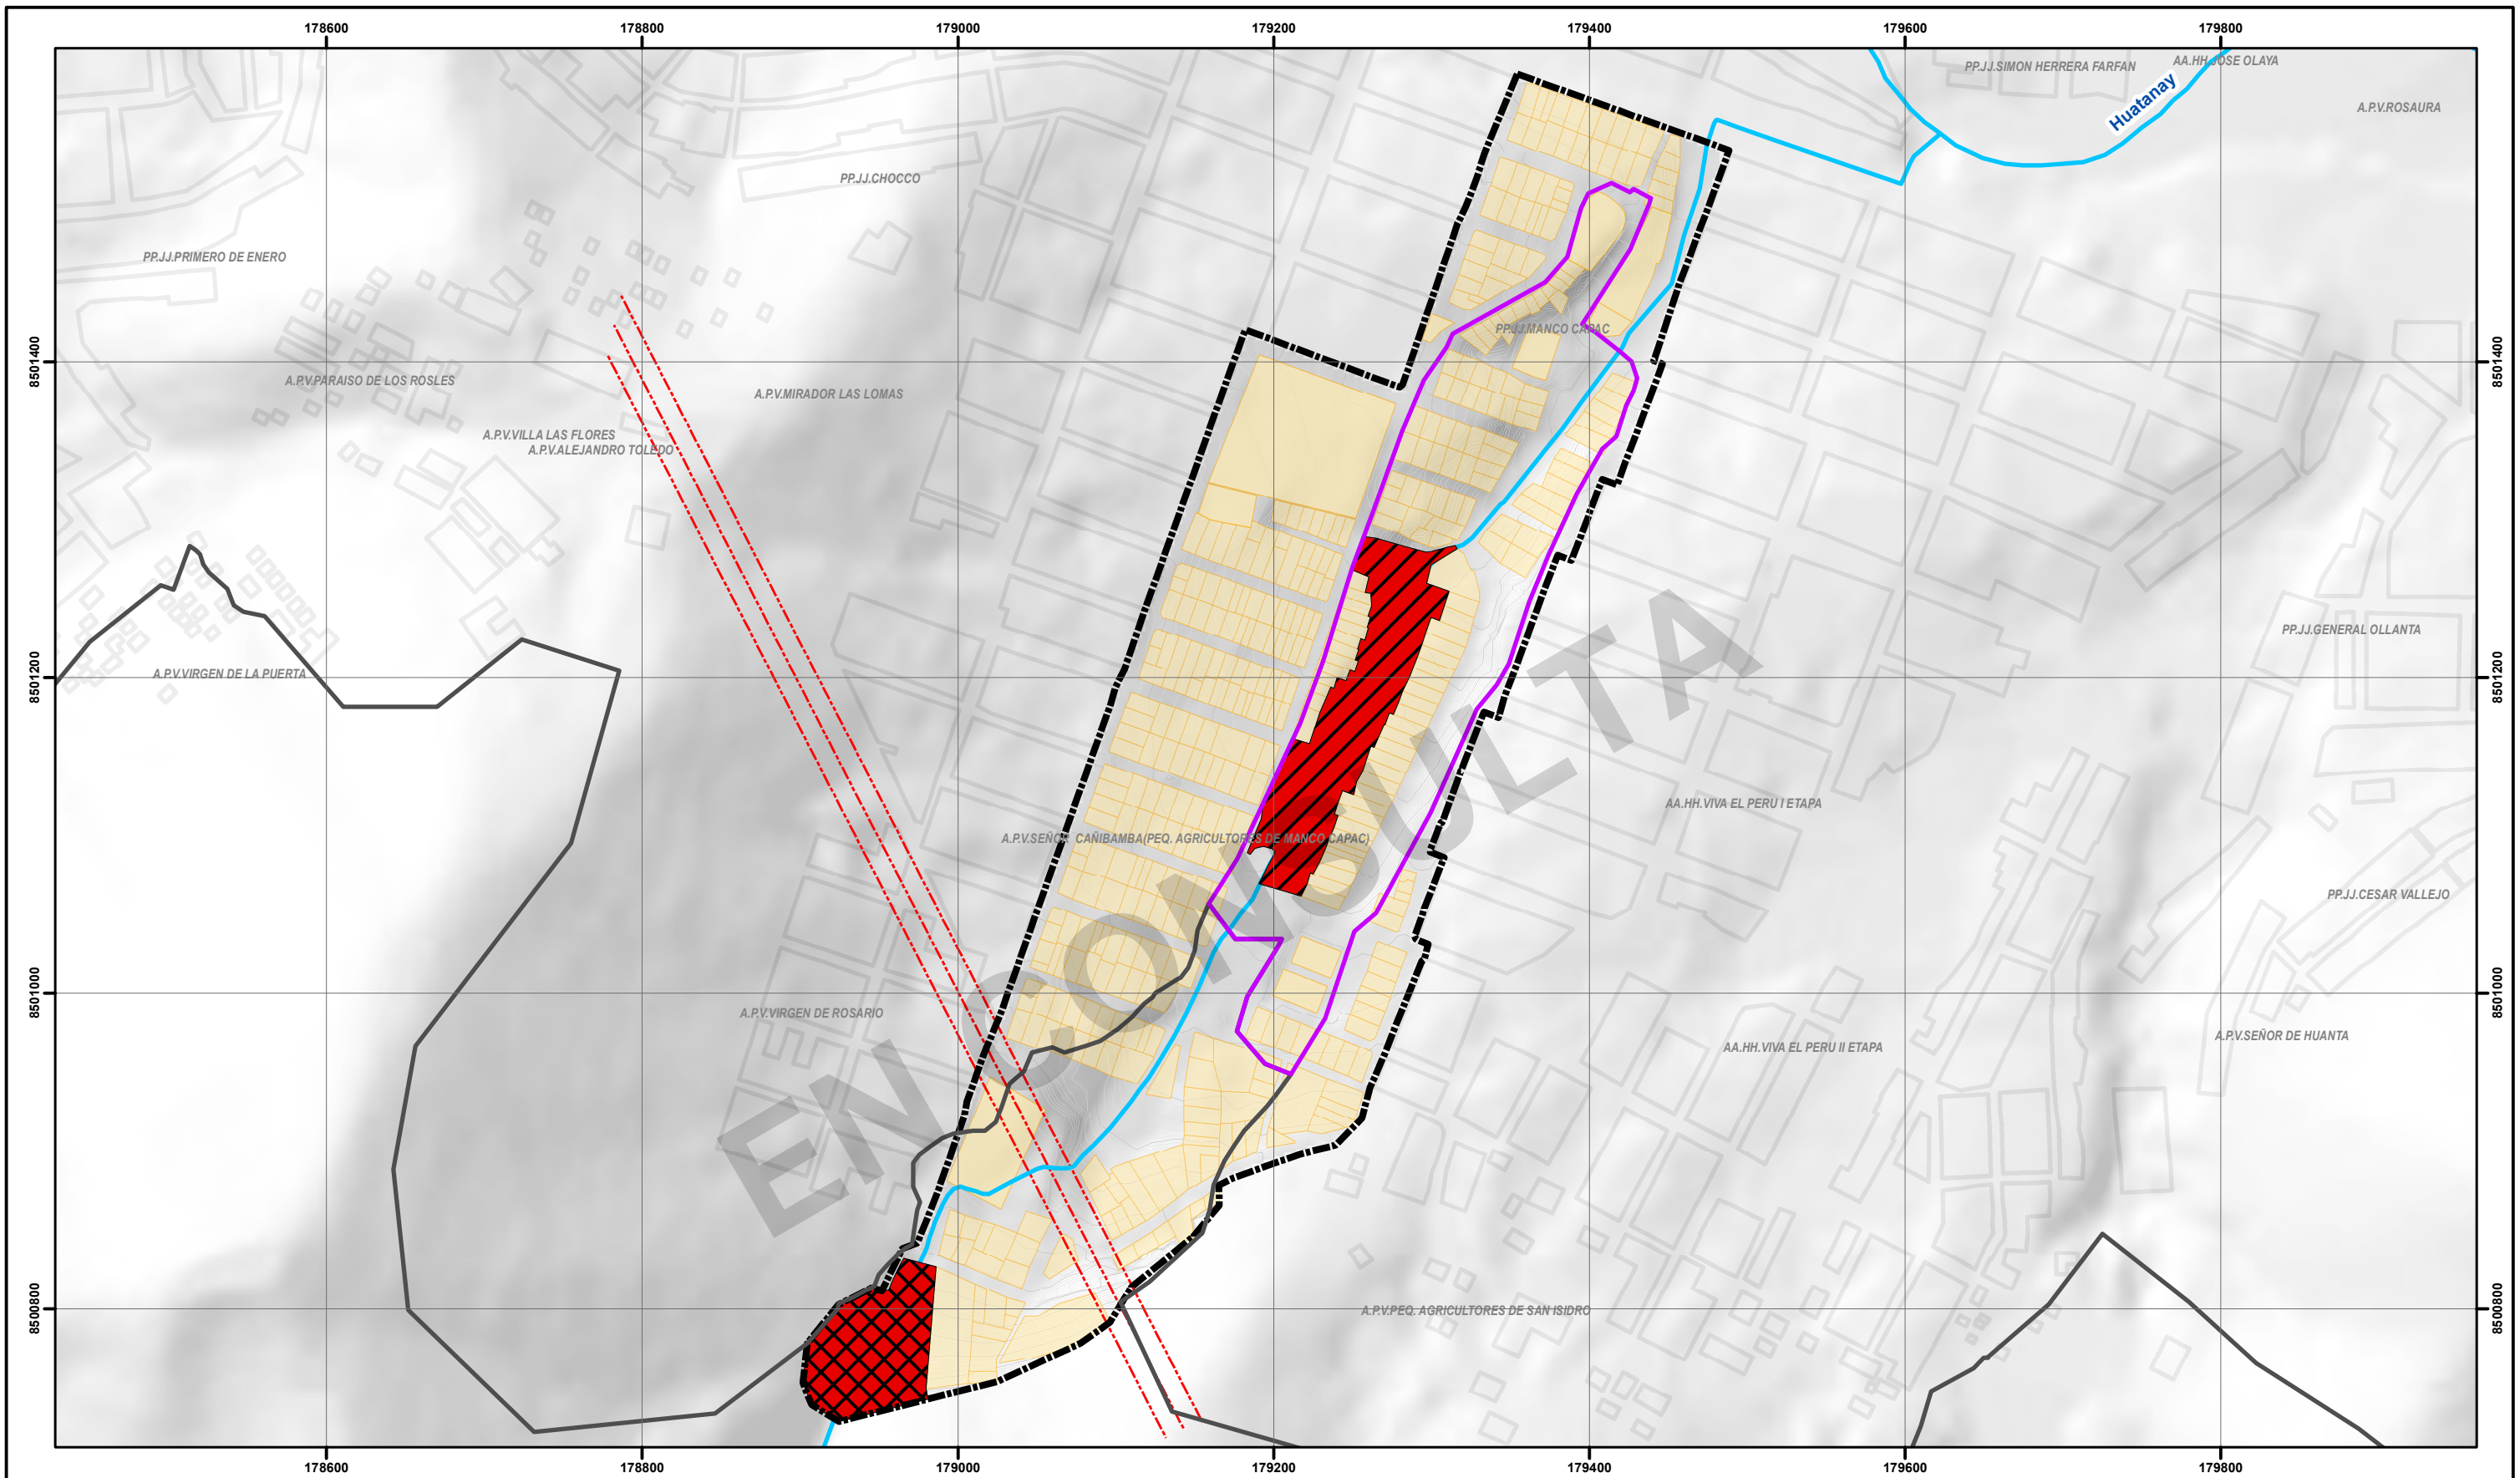 178600
178800
179000
179200
179400
179600
179800
PP.JJ.SIMON HERRERA FARFAN
AA.HH.JOSE OLAYA
Huatanay
A.P.V.ROSAURA
PP.JJ.CHOCCO
PP.JJ.PRIMERO DE ENERO
PP.JJ.MANCO CAPAC
8501400
8501400
A.P.V.PARAISO DE LOS ROSLES
A.P.V.MIRADOR LAS LOMAS
A.P.V.VILLA LAS FLORES
A.P.V.ALEJANDRO TOLEDO
PP.JJ.GENERAL OLLANTA
A.P.V.VIRGEN DE LA PUERTA
8501200
8501200
AA.HH.VIVA EL PERU I ETAPA
A.P.V.SEÑOR CAÑIBAMBA(PEQ. AGRICULTORES DE MANCO CAPAC)
EN CONSULTA
PP.JJ.CESAR VALLEJO
8501000
8501000
A.P.V.VIRGEN DE ROSARIO
A.P.V.SEÑOR DE HUANTA
AA.HH.VIVA EL PERU II ETAPA
8500800
8500800
A.P.V.PEQ. AGRICULTORES DE SAN ISIDRO
178600
178800
179000
179200
179400
179600
179800